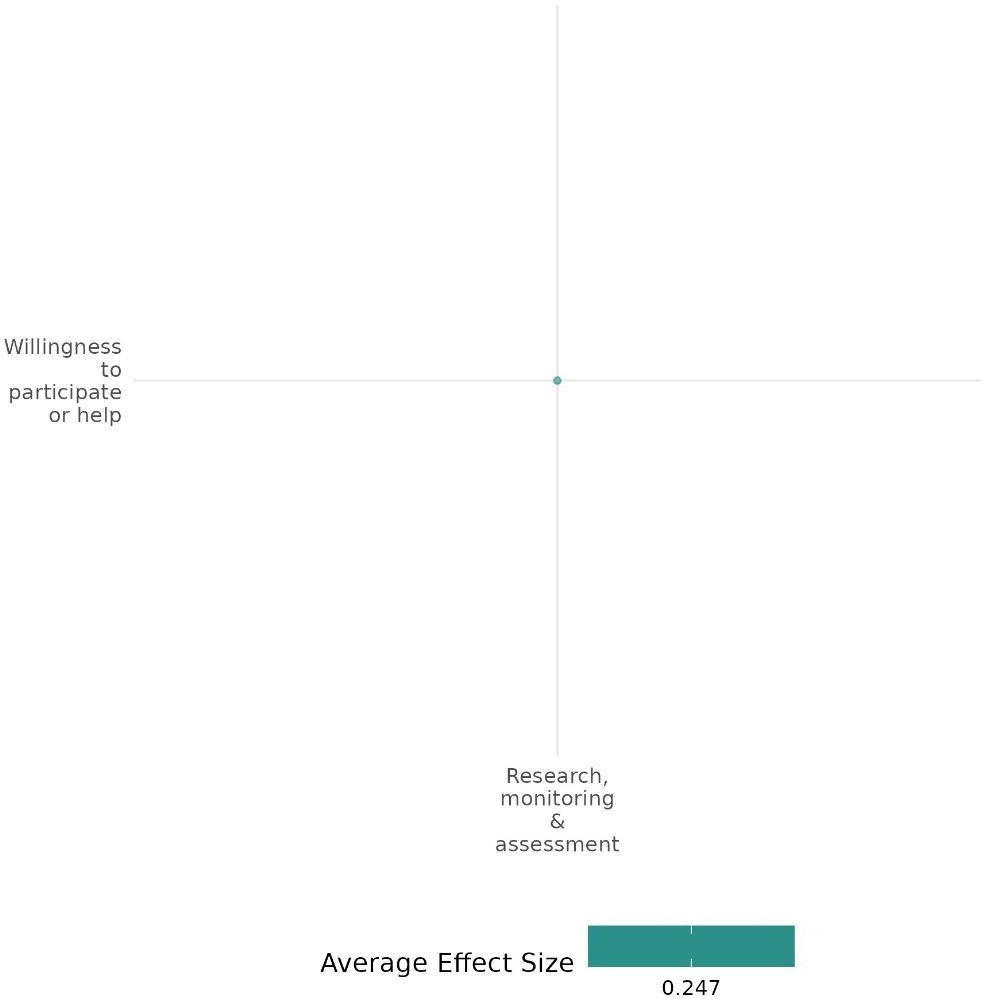 Willingness
to
participate
or help
Research,
monitoring
&
assessment
Average Effect Size
0.247